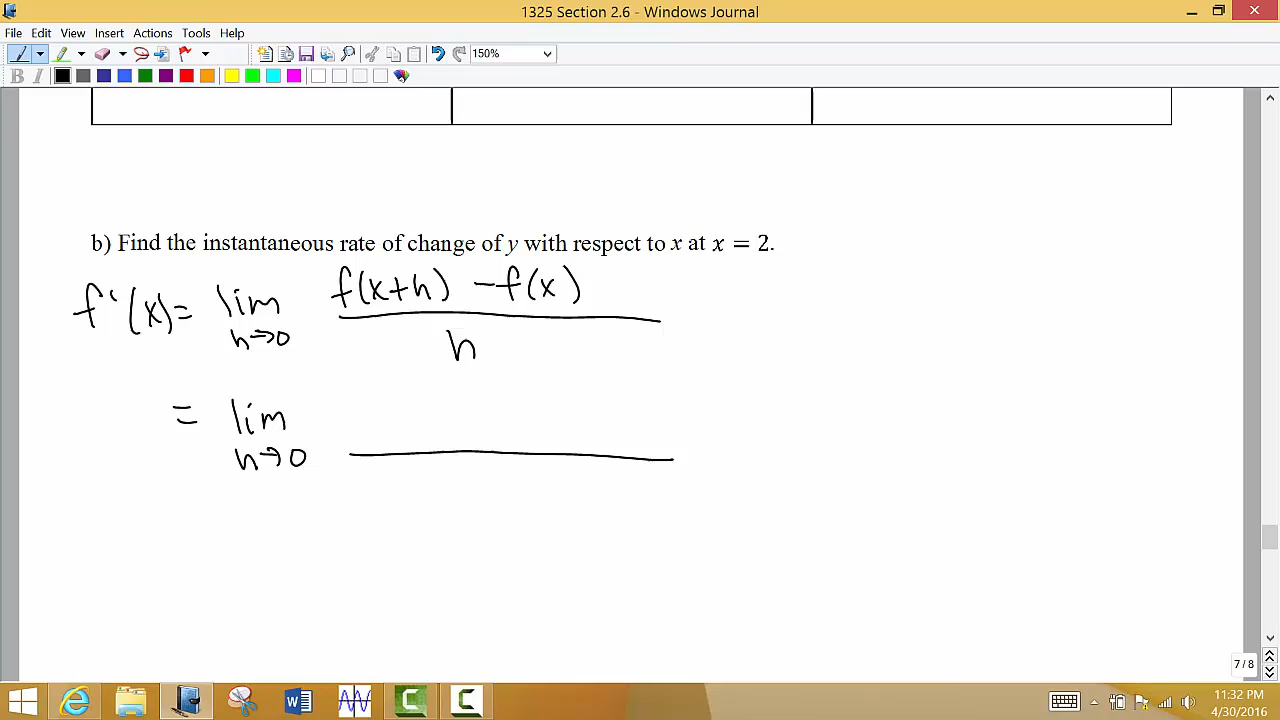 1325 Section 2.6 - Windows Journal
File Edit View Insert Actions Tools Help
150%
B I
b) Find the instantaneous rate of change of y with respect to x at x = 2.
f'(x) = lim f(x+h) - f(x)
h→0 h
= lim
h→0
7 / 8
11:32 PM
4/30/2016